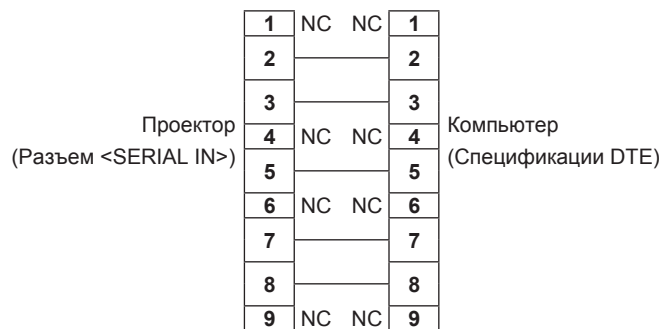 1 NC NC 1
2 2
3 3
Проектор
(Разъем <SERIAL IN>)
4 NC NC 4
Компьютер
(Спецификации DTE)
5 5
6 NC NC 6
7 7
8 8
9 NC NC 9